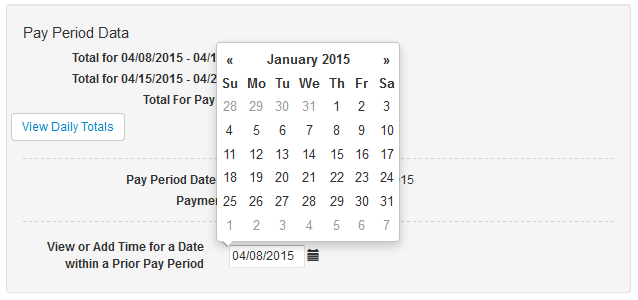 Pay Period Data
Total for 04/08/2015 - 04/1
Total for 04/15/2015 - 04/2
Total For Pay
View Daily Totals
« January 2015 »
Su Mo Tu We Th Fr Sa
28 29 30 31 1 2 3
4 5 6 7 8 9 10
11 12 13 14 15 16 17
18 19 20 21 22 23 24
25 26 27 28 29 30 31
1 2 3 4 5 6 7
Pay Period Date
15
Paymen
View or Add Time for a Date
within a Prior Pay Period
04/08/2015